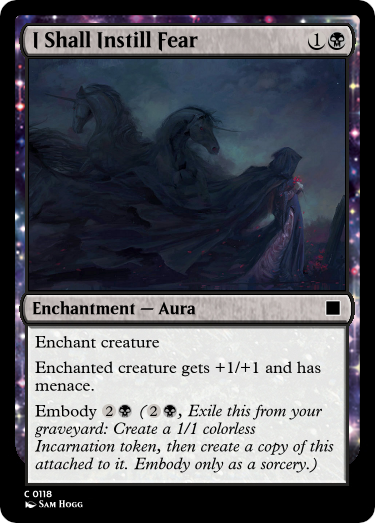 I Shall Instill Fear 1
Enchantment — Aura
Enchant creature
Enchanted creature gets +1/+1 and has
menace.
Embody 2 (2, Exile this from your
graveyard: Create a 1/1 colorless
Incarnation token, then create a copy of this
attached to it. Embody only as a sorcery.)
C 0118
Sam Hogg